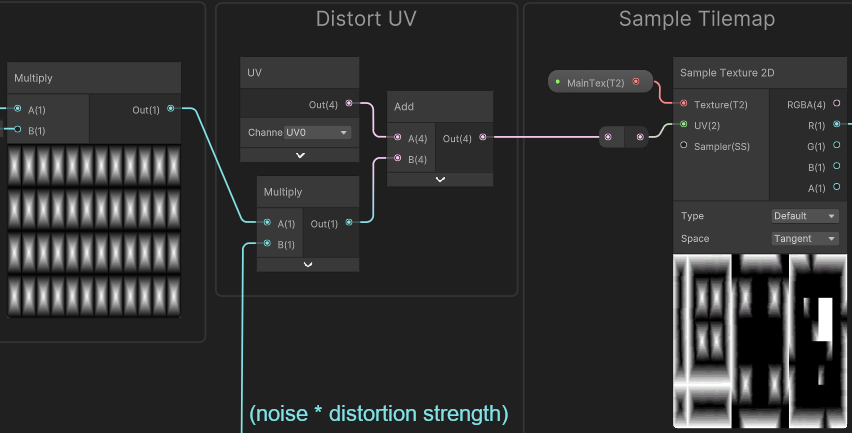 Distort UV
Sample Tilemap
Multiply
A(1)
B(1)
Out(1)
UV
Out(4)
Channe UV0
Add
A(4)
B(4)
Out(4)
Multiply
A(1)
B(1)
Out(1)
MainTex(T2)
Sample Texture 2D
Texture(T2)
UV(2)
Sampler(SS)
RGBA(4)
R(1)
G(1)
B(1)
A(1)
Type Default
Space Tangent
(noise * distortion strength)